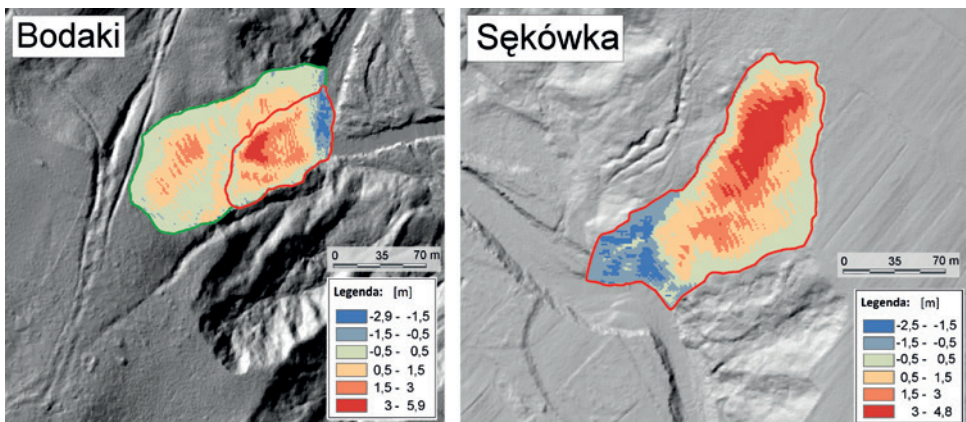 Bodaki
0 35 70 m
Legenda: [m]
-2,9 - -1,5
-1,5 - -0,5
-0,5 - 0,5
0,5 - 1,5
1,5 - 3
3 - 5,9
Sękówka
0 35 70 m
Legenda: [m]
-2,5 - -1,5
-1,5 - -0,5
-0,5 - 0,5
0,5 - 1,5
1,5 - 3
3 - 4,8